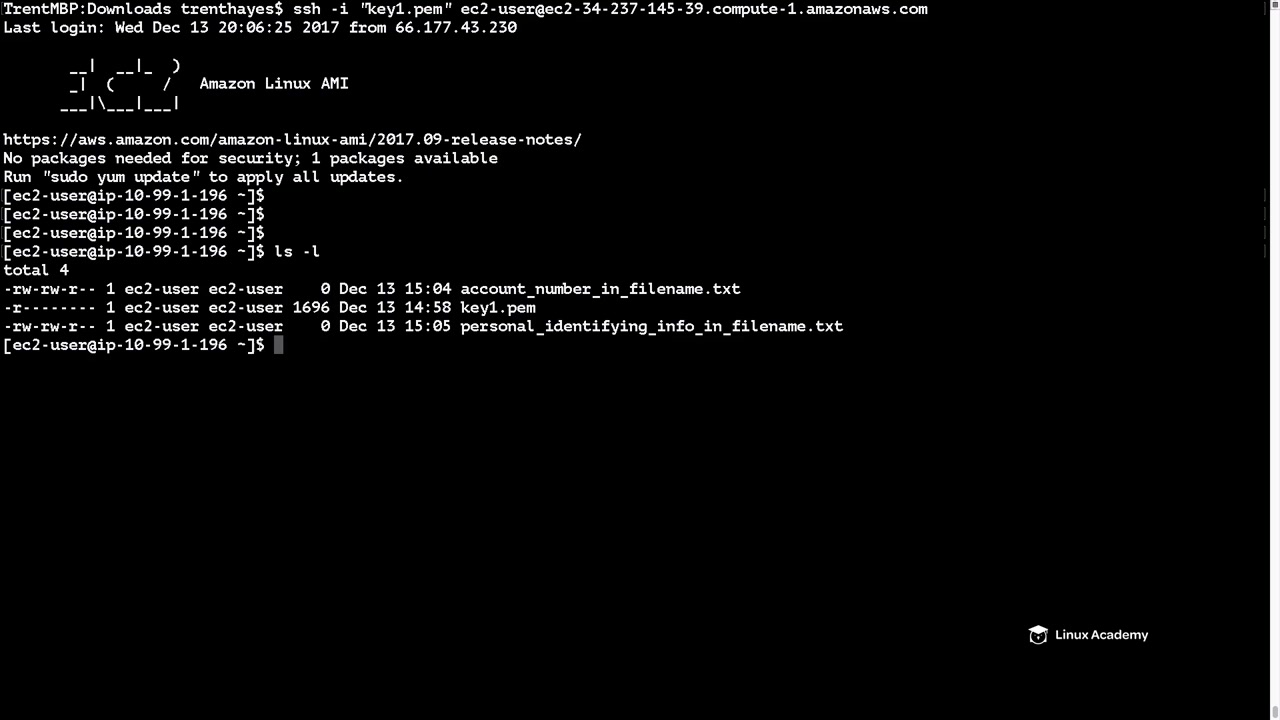 TrentMBP:Downloads trenthayes$ ssh -i "key1.pem" ec2-user@ec2-34-237-145-39.compute-1.amazonaws.com
Last login: Wed Dec 13 20:06:25 2017 from 66.177.43.230

       __|  __|_  )
       _|  (     /   Amazon Linux AMI
      ___|\___|___|

https://aws.amazon.com/amazon-linux-ami/2017.09-release-notes/
No packages needed for security; 1 packages available
Run "sudo yum update" to apply all updates.
[ec2-user@ip-10-99-1-196 ~]$
[ec2-user@ip-10-99-1-196 ~]$
[ec2-user@ip-10-99-1-196 ~]$
[ec2-user@ip-10-99-1-196 ~]$ ls -l
total 4
-rw-rw-r-- 1 ec2-user ec2-user    0 Dec 13 15:04 account_number_in_filename.txt
-r-------- 1 ec2-user ec2-user 1696 Dec 13 14:58 key1.pem
-rw-rw-r-- 1 ec2-user ec2-user    0 Dec 13 15:05 personal_identifying_info_in_filename.txt
[ec2-user@ip-10-99-1-196 ~]$
Linux Academy